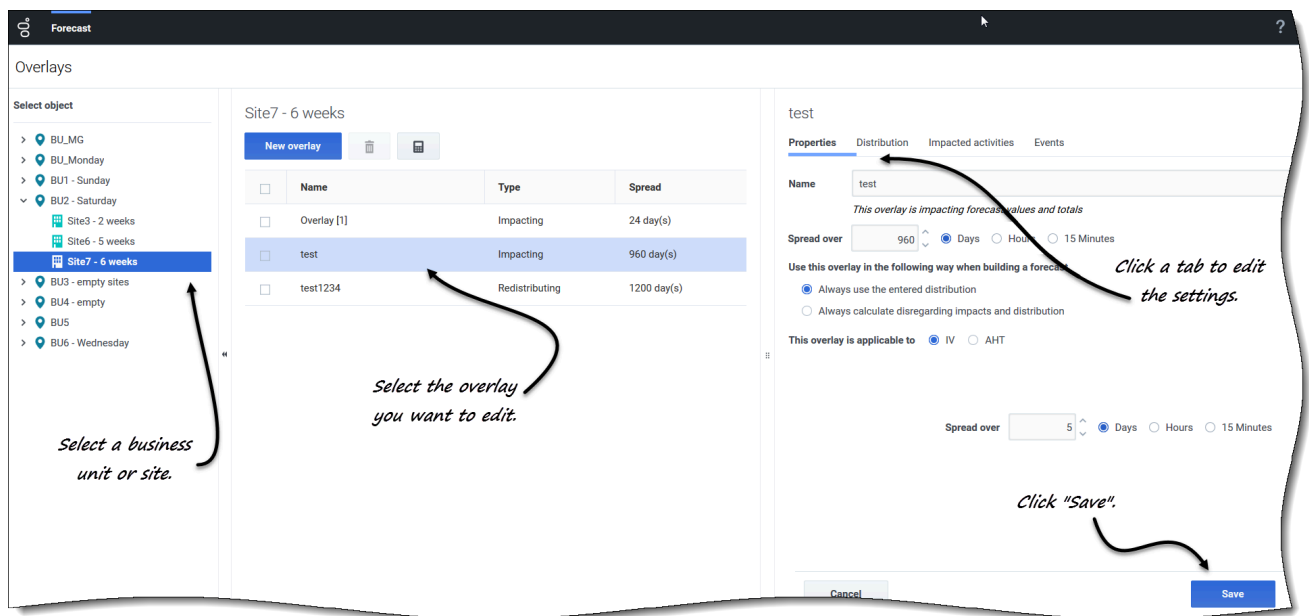 Forecast
?
Overlays
Select object
BU_MG
BU_Monday
BU1 - Sunday
BU2 - Saturday
Site3 - 2 weeks
Site6 - 5 weeks
Site7 - 6 weeks
BU3 - empty sites
BU4 - empty
BU5
BU6 - Wednesday
Select a business
unit or site.
Site7 - 6 weeks
New overlay
Name Type Spread
Overlay [1] Impacting 24 day(s)
test Impacting 960 day(s)
test1234 Redistributing 1200 day(s)
Select the overlay
you want to edit.
test
Properties Distribution Impacted activities Events
Name test
This overlay is impacting forecast values and totals
Spread over 960 Days Hours 15 Minutes
Use this overlay in the following way when building a forecast
Always use the entered distribution
Always calculate disregarding impacts and distribution
This overlay is applicable to IV AHT
Click a tab to edit
the settings.
Spread over 5 Days Hours 15 Minutes
Click "Save".
Cancel Save